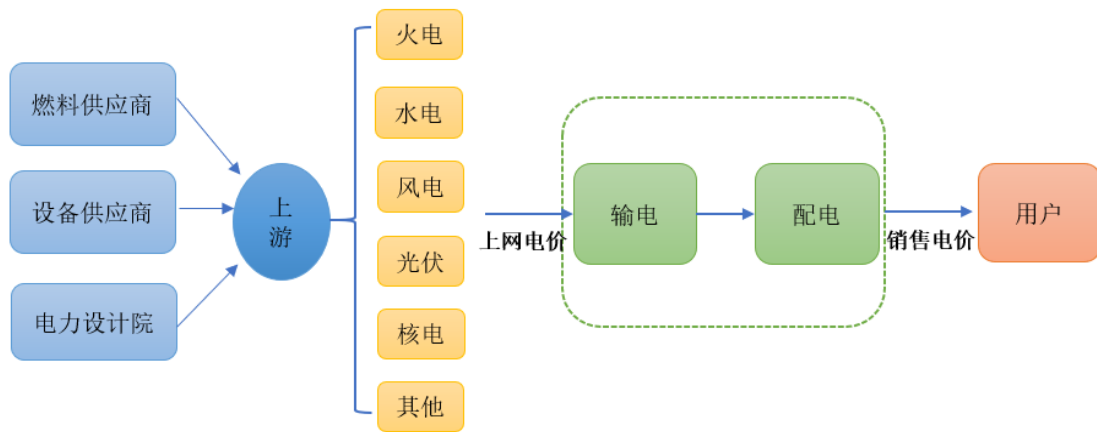 燃料供应商
设备供应商
电力设计院
上
游
火电
水电
风电
光伏
核电
其他
上网电价
输电
配电
销售电价
用户